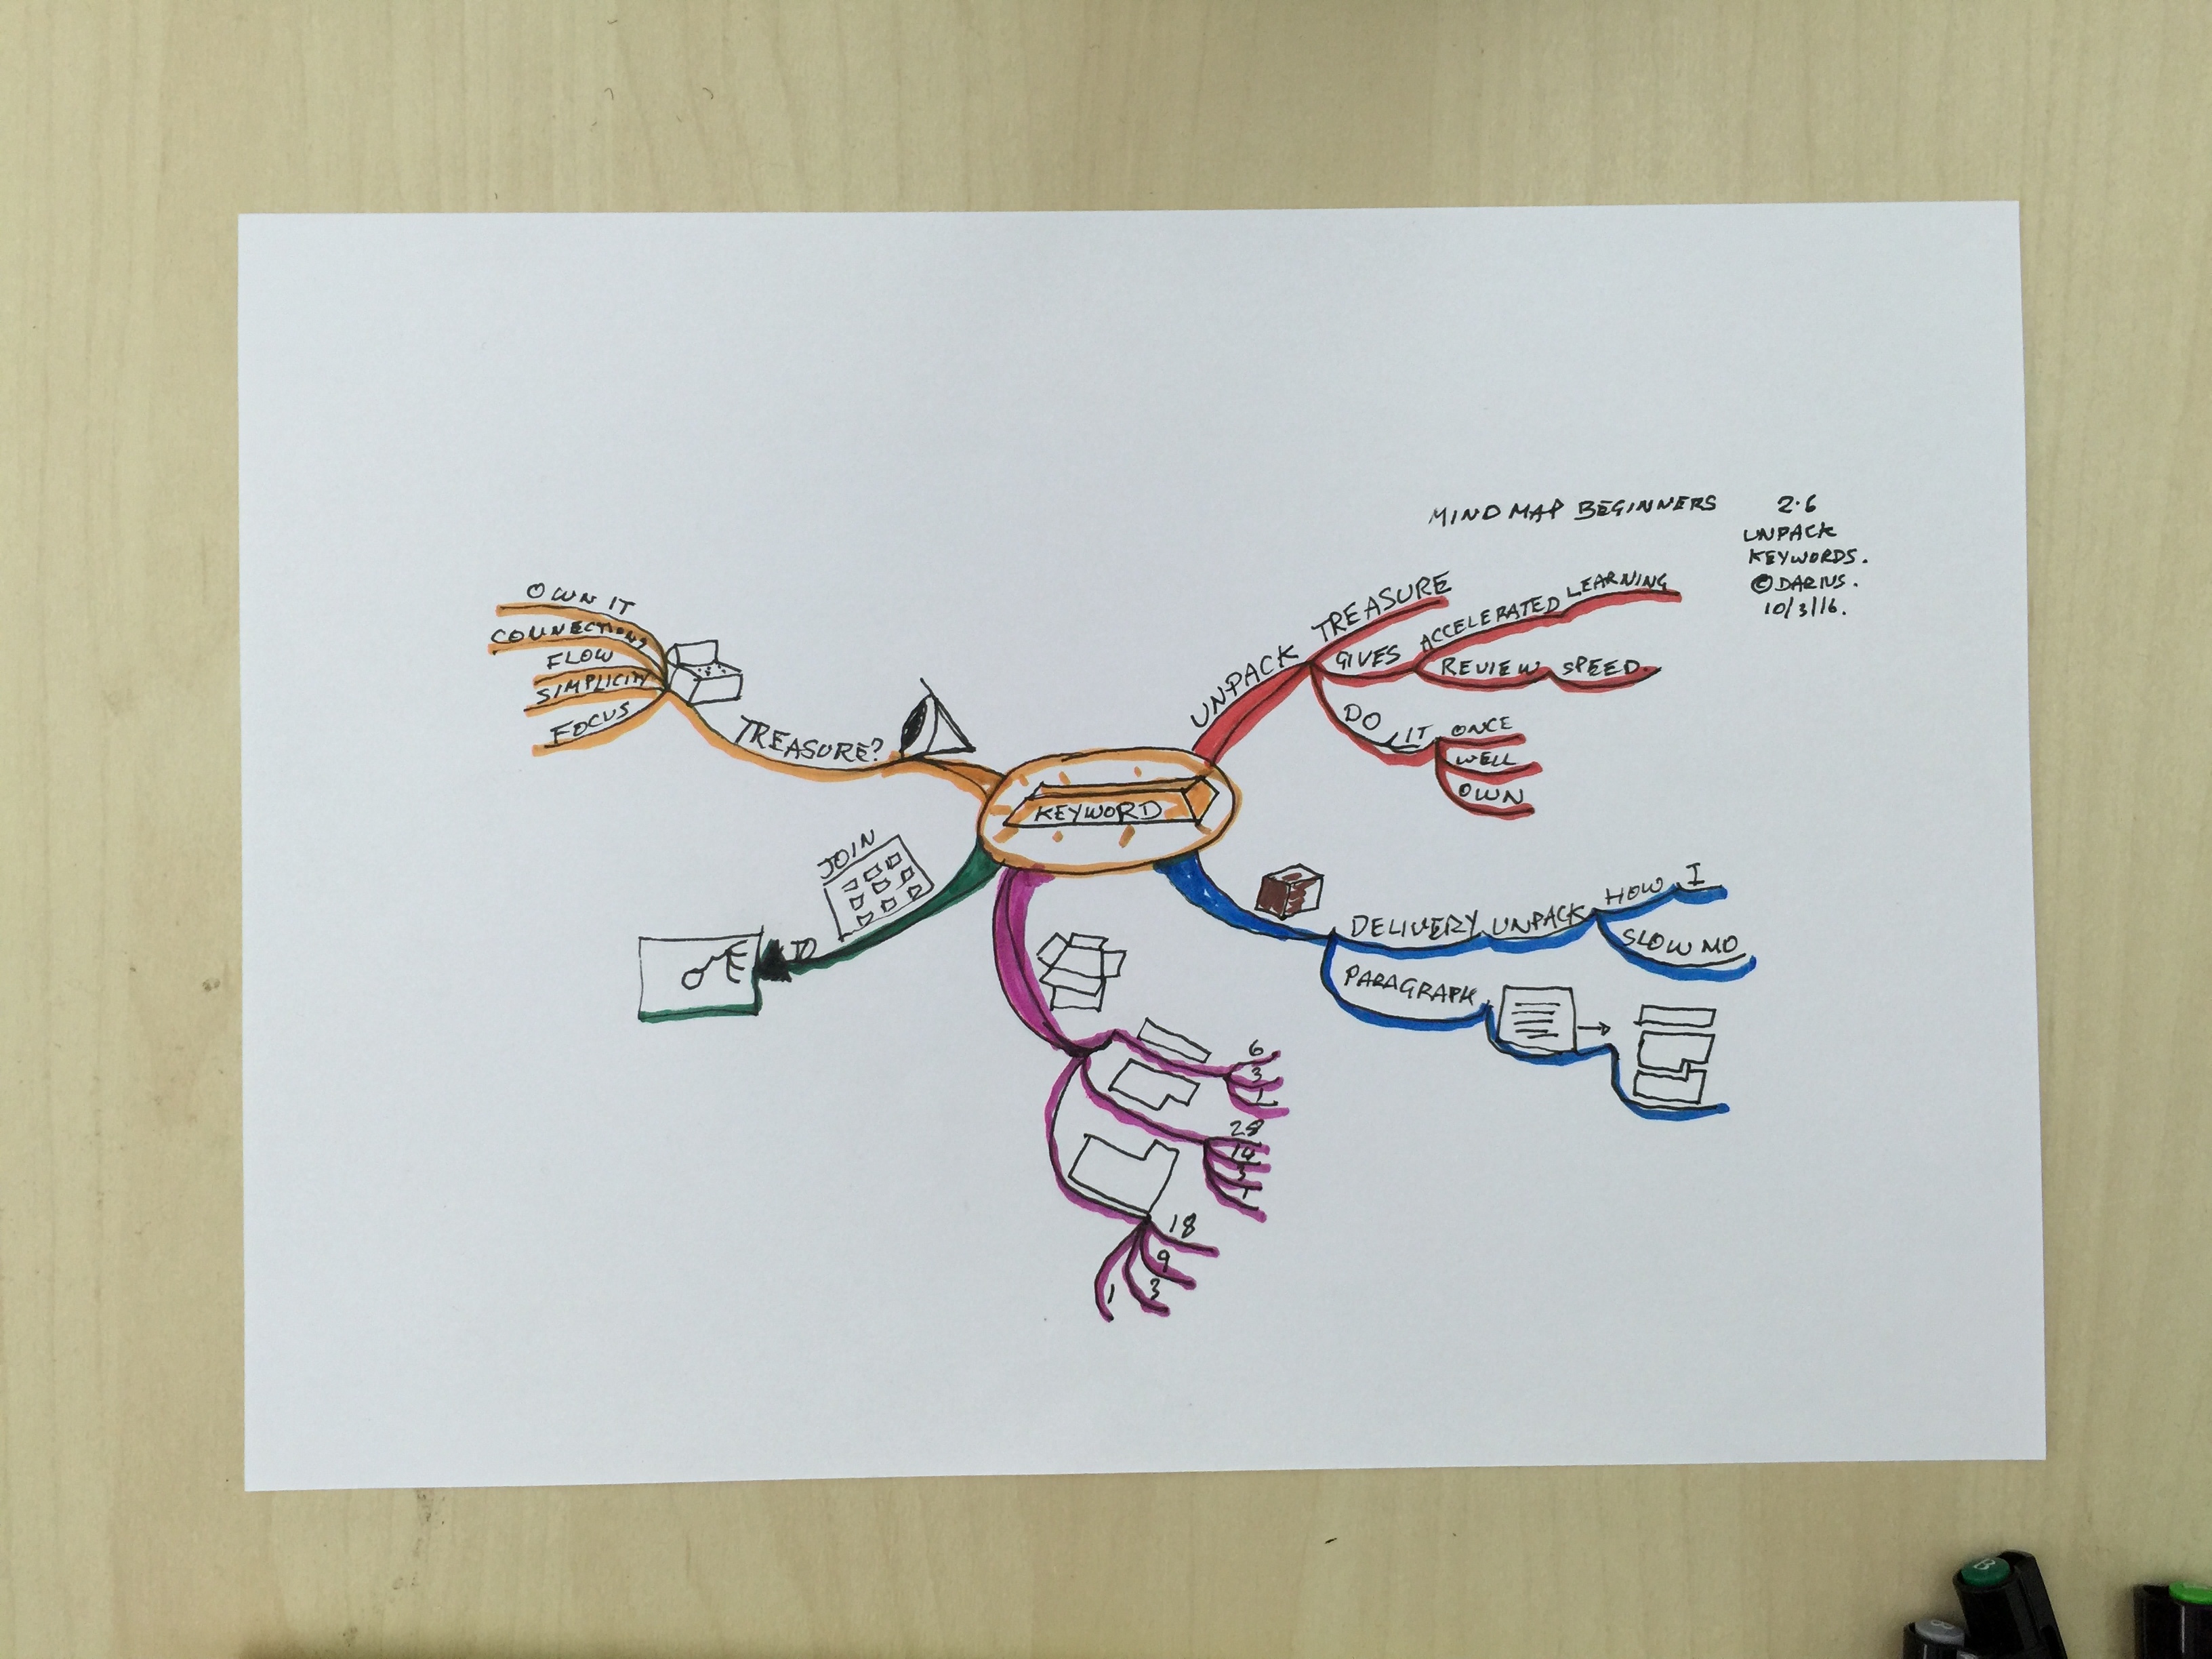 MIND MAP BEGINNERS
2.6
UNPACK
KEYWORDS.
© DARIUS.
10/3/16.
KEYWORD
UNPACK
TREASURE
GIVES
ACCELERATED
LEARNING
REVIEW SPEED.
DO IT
ONCE
WELL
OWN
DELIVERY UNPACK
HOW I
SLOW MO
PARAGRAPH
6
3
1
28
3
1
18
9
3
1
JOIN
TO
TREASURE?
OWN IT
CONNECTIONS
FLOW
SIMPLICITY
FOCUS
B